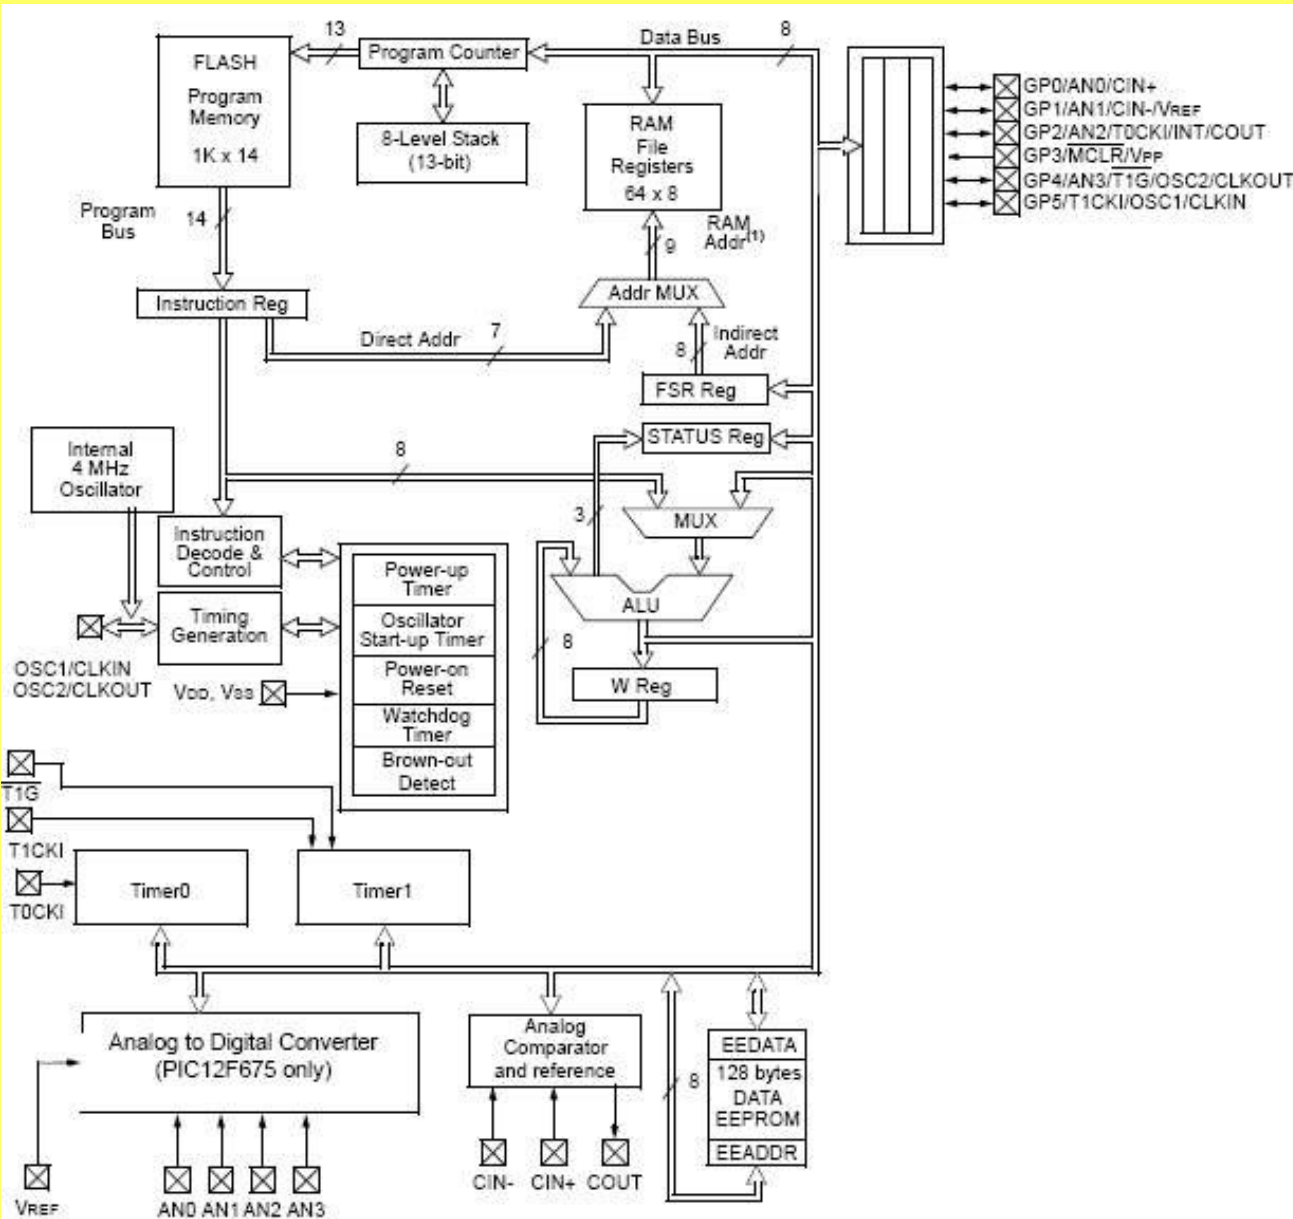 13
Data Bus
8
FLASH
Program
Memory
1K x 14
Program Counter
8-Level Stack
(13-bit)
RAM
File
Registers
64 x 8
GP0/AN0/CIN+
GP1/AN1/CIN-/VREF
GP2/AN2/T0CKI/INT/COUT
GP3/MCLR/VPP
GP4/AN3/T1G/OSC2/CLKOUT
GP5/T1CKI/OSC1/CLKIN
Program
Bus
14
RAM
Addr(1)
9
Instruction Reg
Addr MUX
Direct Addr
7
Indirect
Addr
8
FSR Reg
STATUS Reg
Internal
4 MHz
Oscillator
8
3
MUX
Instruction
Decode &
Control
Power-up
Timer
ALU
Timing
Generation
Oscillator
Start-up Timer
8
OSC1/CLKIN
OSC2/CLKOUT
VDD, VSS
Power-on
Reset
W Reg
Watchdog
Timer
Brown-out
Detect
T1G
T1CKI
T0CKI
Timer0
Timer1
Analog to Digital Converter
(PIC12F675 only)
Analog
Comparator
and reference
EEDATA
8
128 bytes
DATA
EEPROM
EEADDR
CIN- CIN+ COUT
VREF
AN0 AN1 AN2 AN3